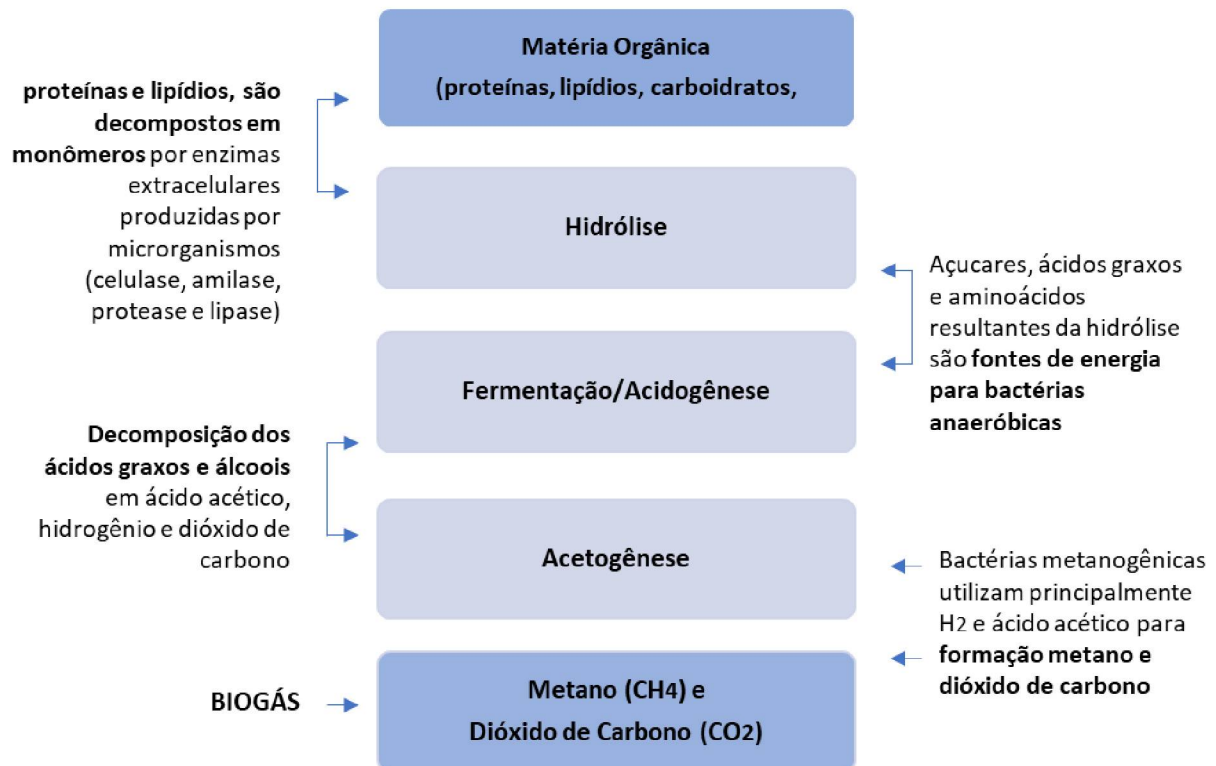 Matéria Orgânica
(proteínas, lipídios, carboidratos,
proteínas e lipídios, são
decompostos em
monômeros por enzimas
extracelulares
produzidas por
microrganismos
(celulase, amilase,
protease e lipase)
Hidrólise
Açucares, ácidos graxos
e aminoácidos
resultantes da hidrólise
são fontes de energia
para bactérias
anaeróbicas
Fermentação/Acidogênese
Decomposição dos
ácidos graxos e álcoois
em ácido acético,
hidrogênio e dióxido de
carbono
Acetogênese
Bactérias metanogênicas
utilizam principalmente
H2 e ácido acético para
formação metano e
dióxido de carbono
BIOGÁS
Metano (CH4) e
Dióxido de Carbono (CO2)